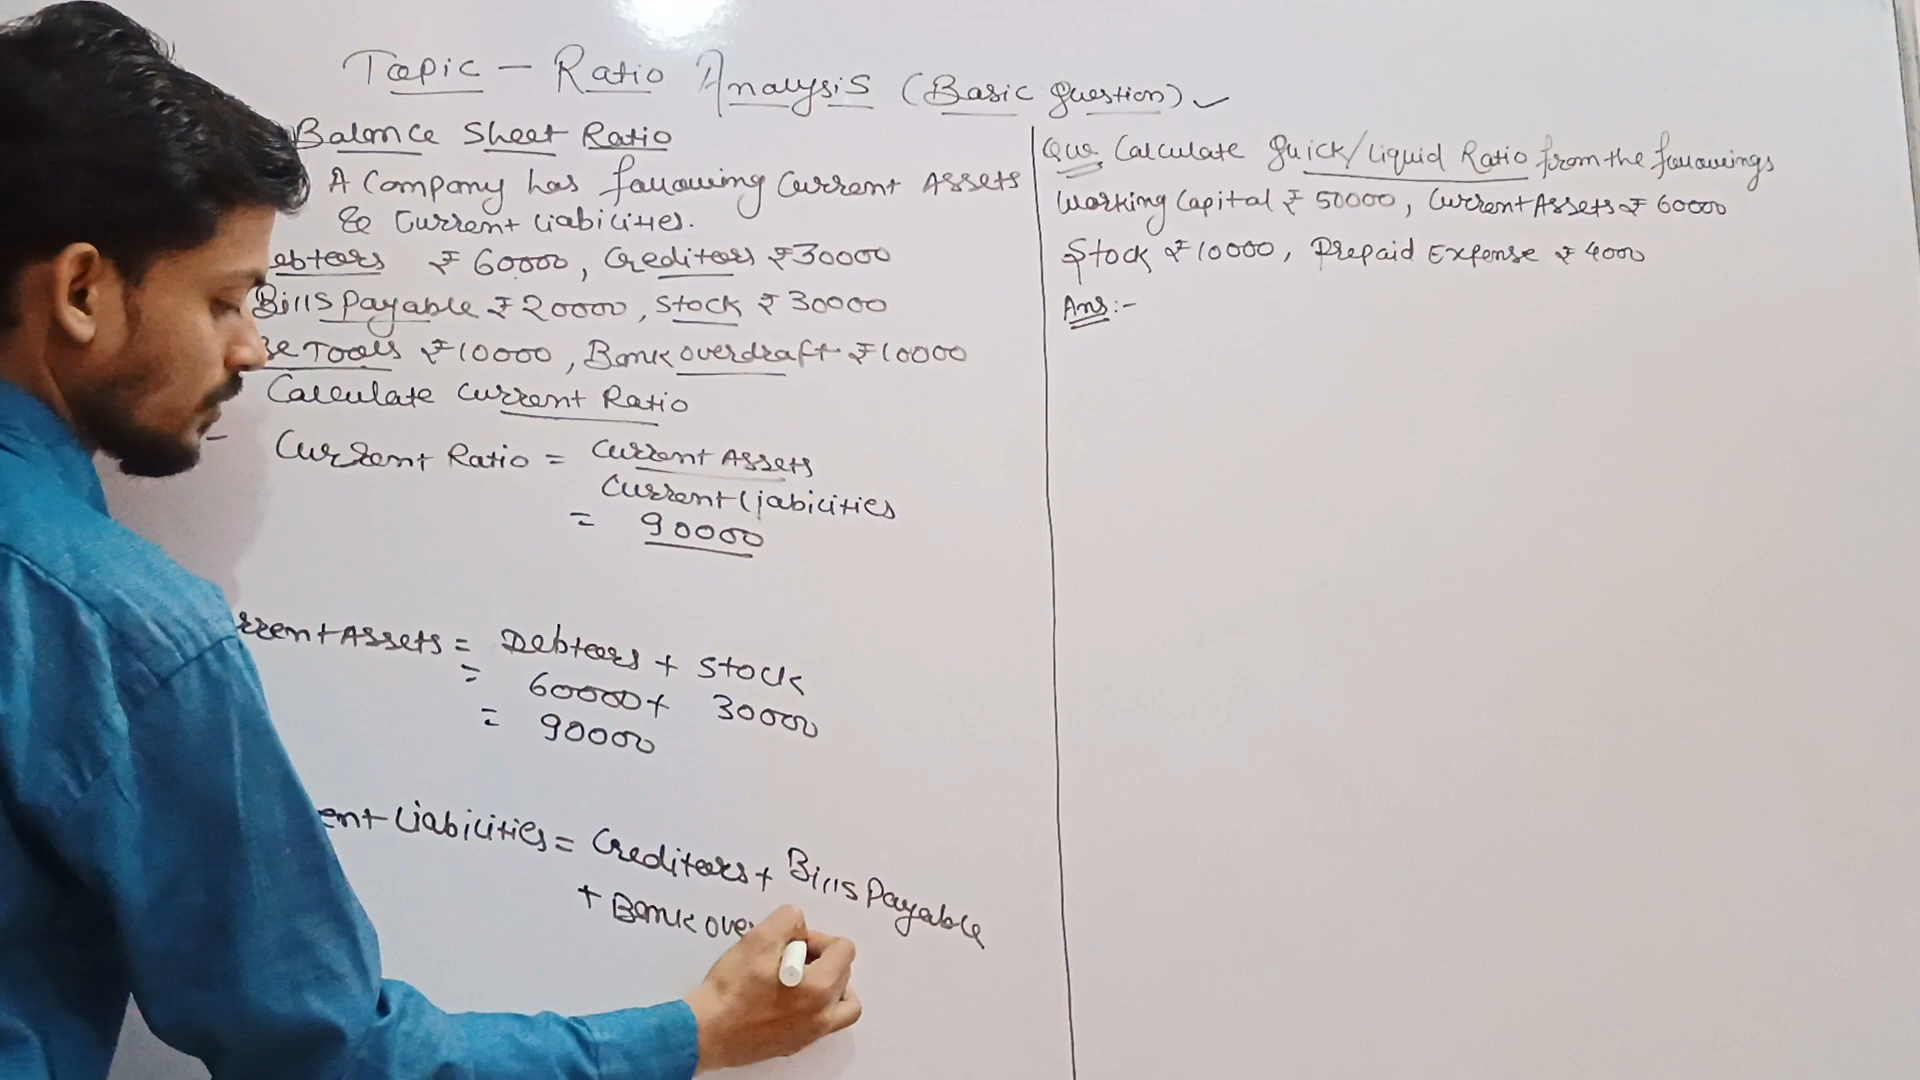 Topic - Ratio Analysis (Basic Question) ✓
Balance Sheet Ratio
A Company has following Current Assets
& Current liabilities.
ebtors ₹ 60000, Creditors ₹30000
Bills Payable ₹20000, Stock ₹ 30000
se Tools ₹10000, Bank overdraft ₹10000
Calculate Current Ratio
- Current Ratio = Current Assets
Current Liabilities
= 90000
rrent Assets = Debtors + Stock
= 60000 + 30000
= 90000
ent Liabilities = Creditors + Bills Payable
+ Bank over
Que. Calculate Quick/Liquid Ratio from the followings
Working Capital ₹ 50000, Current Assets ₹ 60000
Stock ₹ 10000, Prepaid Expense ₹ 4000
Ans:-